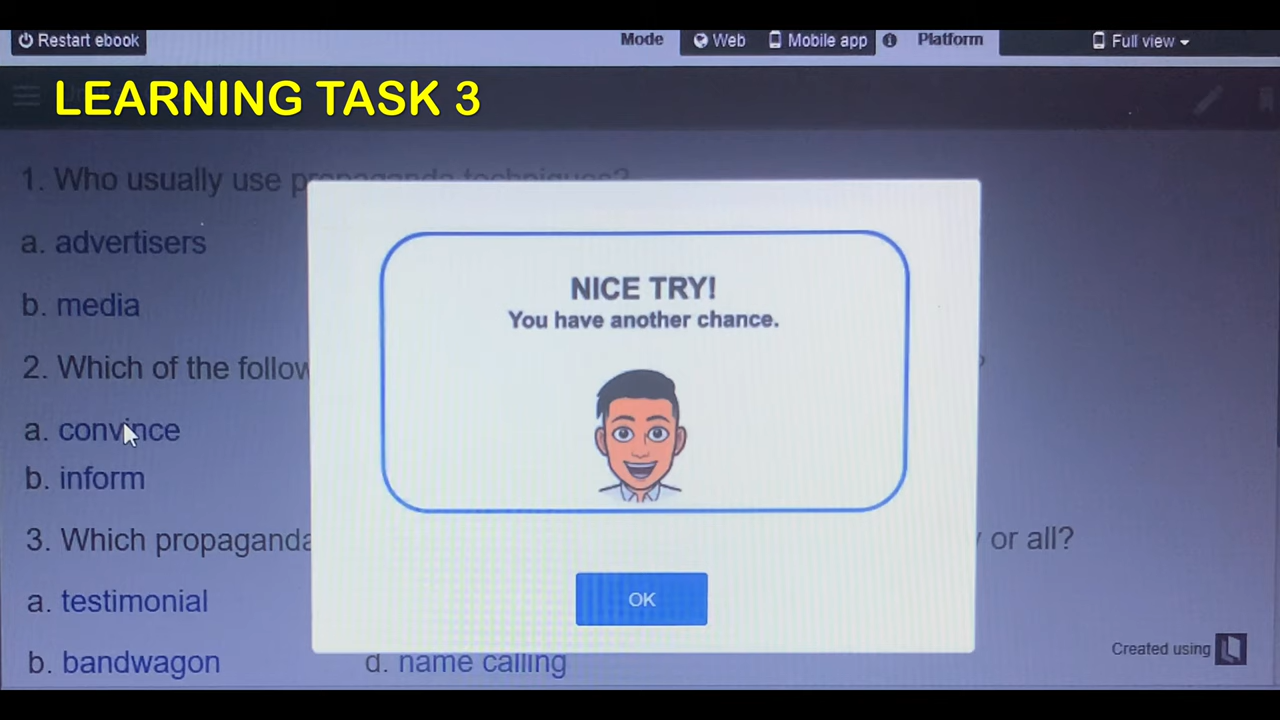 Restart ebook Mode Web Mobile app Platform Full view
LEARNING TASK 3
1. Who usually use propaganda techniques?
a. advertisers
b. media
2. Which of the follow ?
a. convince
b. inform
3. Which propaganda or all?
a. testimonial
b. bandwagon d. name calling
NICE TRY!
You have another chance.
OK
Created using